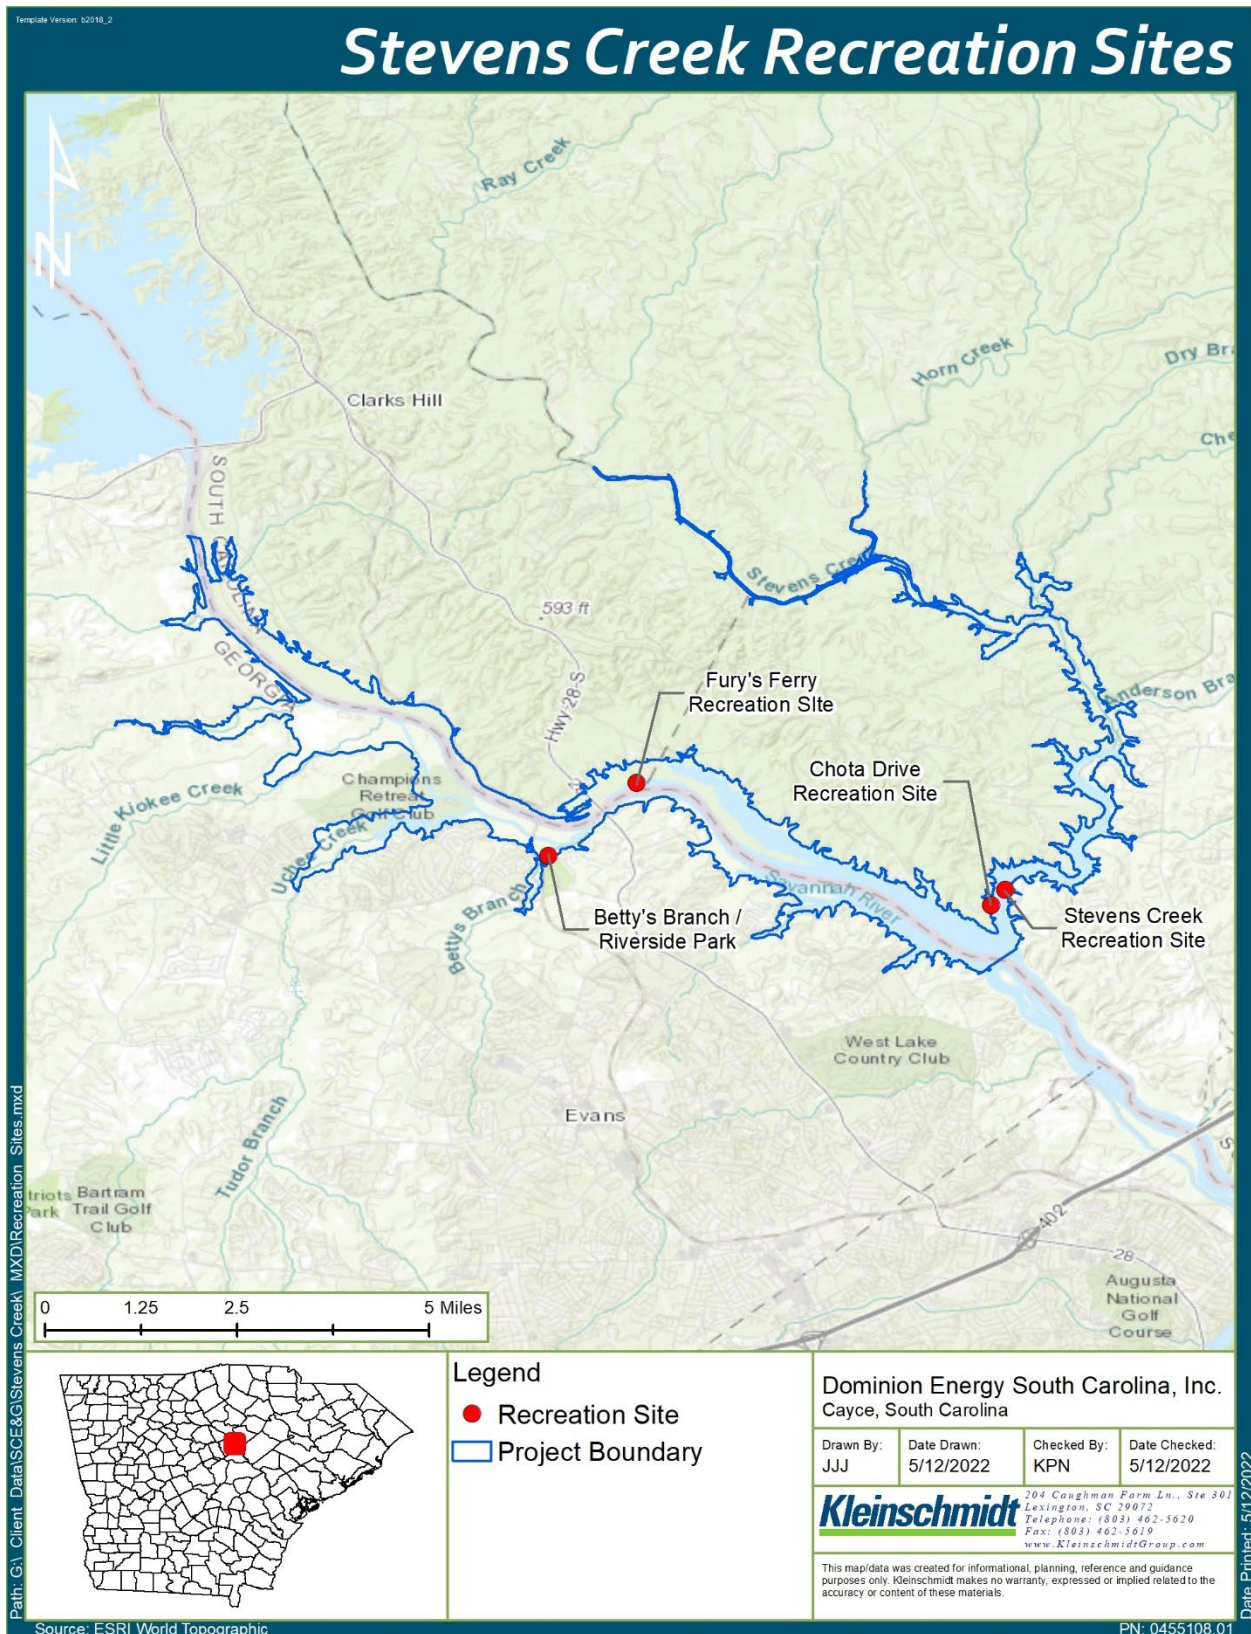 Template Version: b2018_2
Stevens Creek Recreation Sites
Ray Creek
Horn Creek
Dry Bra
Che
N
Clarks Hill
SOUTH CAROLINA
GEORGIA
593 ft
Hwy-28-S
Stevens Creek
Anderson Bra
Fury's Ferry
Recreation SIte
Chota Drive
Recreation Site
Champions
Retreat
Golf Club
Little Kiokee Creek
Uchee Creek
Bettys Branch
Betty's Branch /
Riverside Park
Savannah River
Stevens Creek
Recreation Site
West Lake
Country Club
Evans
Tudor Branch
triots
Park
Bartram
Trail Golf
Club
402
28
S
Augusta
National
Golf
Course
0 1.25 2.5 5 Miles
Legend
Recreation Site
Project Boundary
Dominion Energy South Carolina, Inc.
Cayce, South Carolina
Drawn By:
JJJ
Date Drawn:
5/12/2022
Checked By:
KPN
Date Checked:
5/12/2022
Kleinschmidt
204 Caughman Farm Ln., Ste 301
Lexington, SC 29072
Telephone: (803) 462-5620
Fax: (803) 462-5619
www.KleinschmidtGroup.com
This map/data was created for informational, planning, reference and guidance
purposes only. Kleinschmidt makes no warranty, expressed or implied related to the
accuracy or content of these materials.
Path: G:\_Client_Data\SCE&G\Stevens Creek\_MXD\Recreation_Sites.mxd
Date Printed: 5/12/2022
Source: ESRI World Topographic
PN: 0455108.01